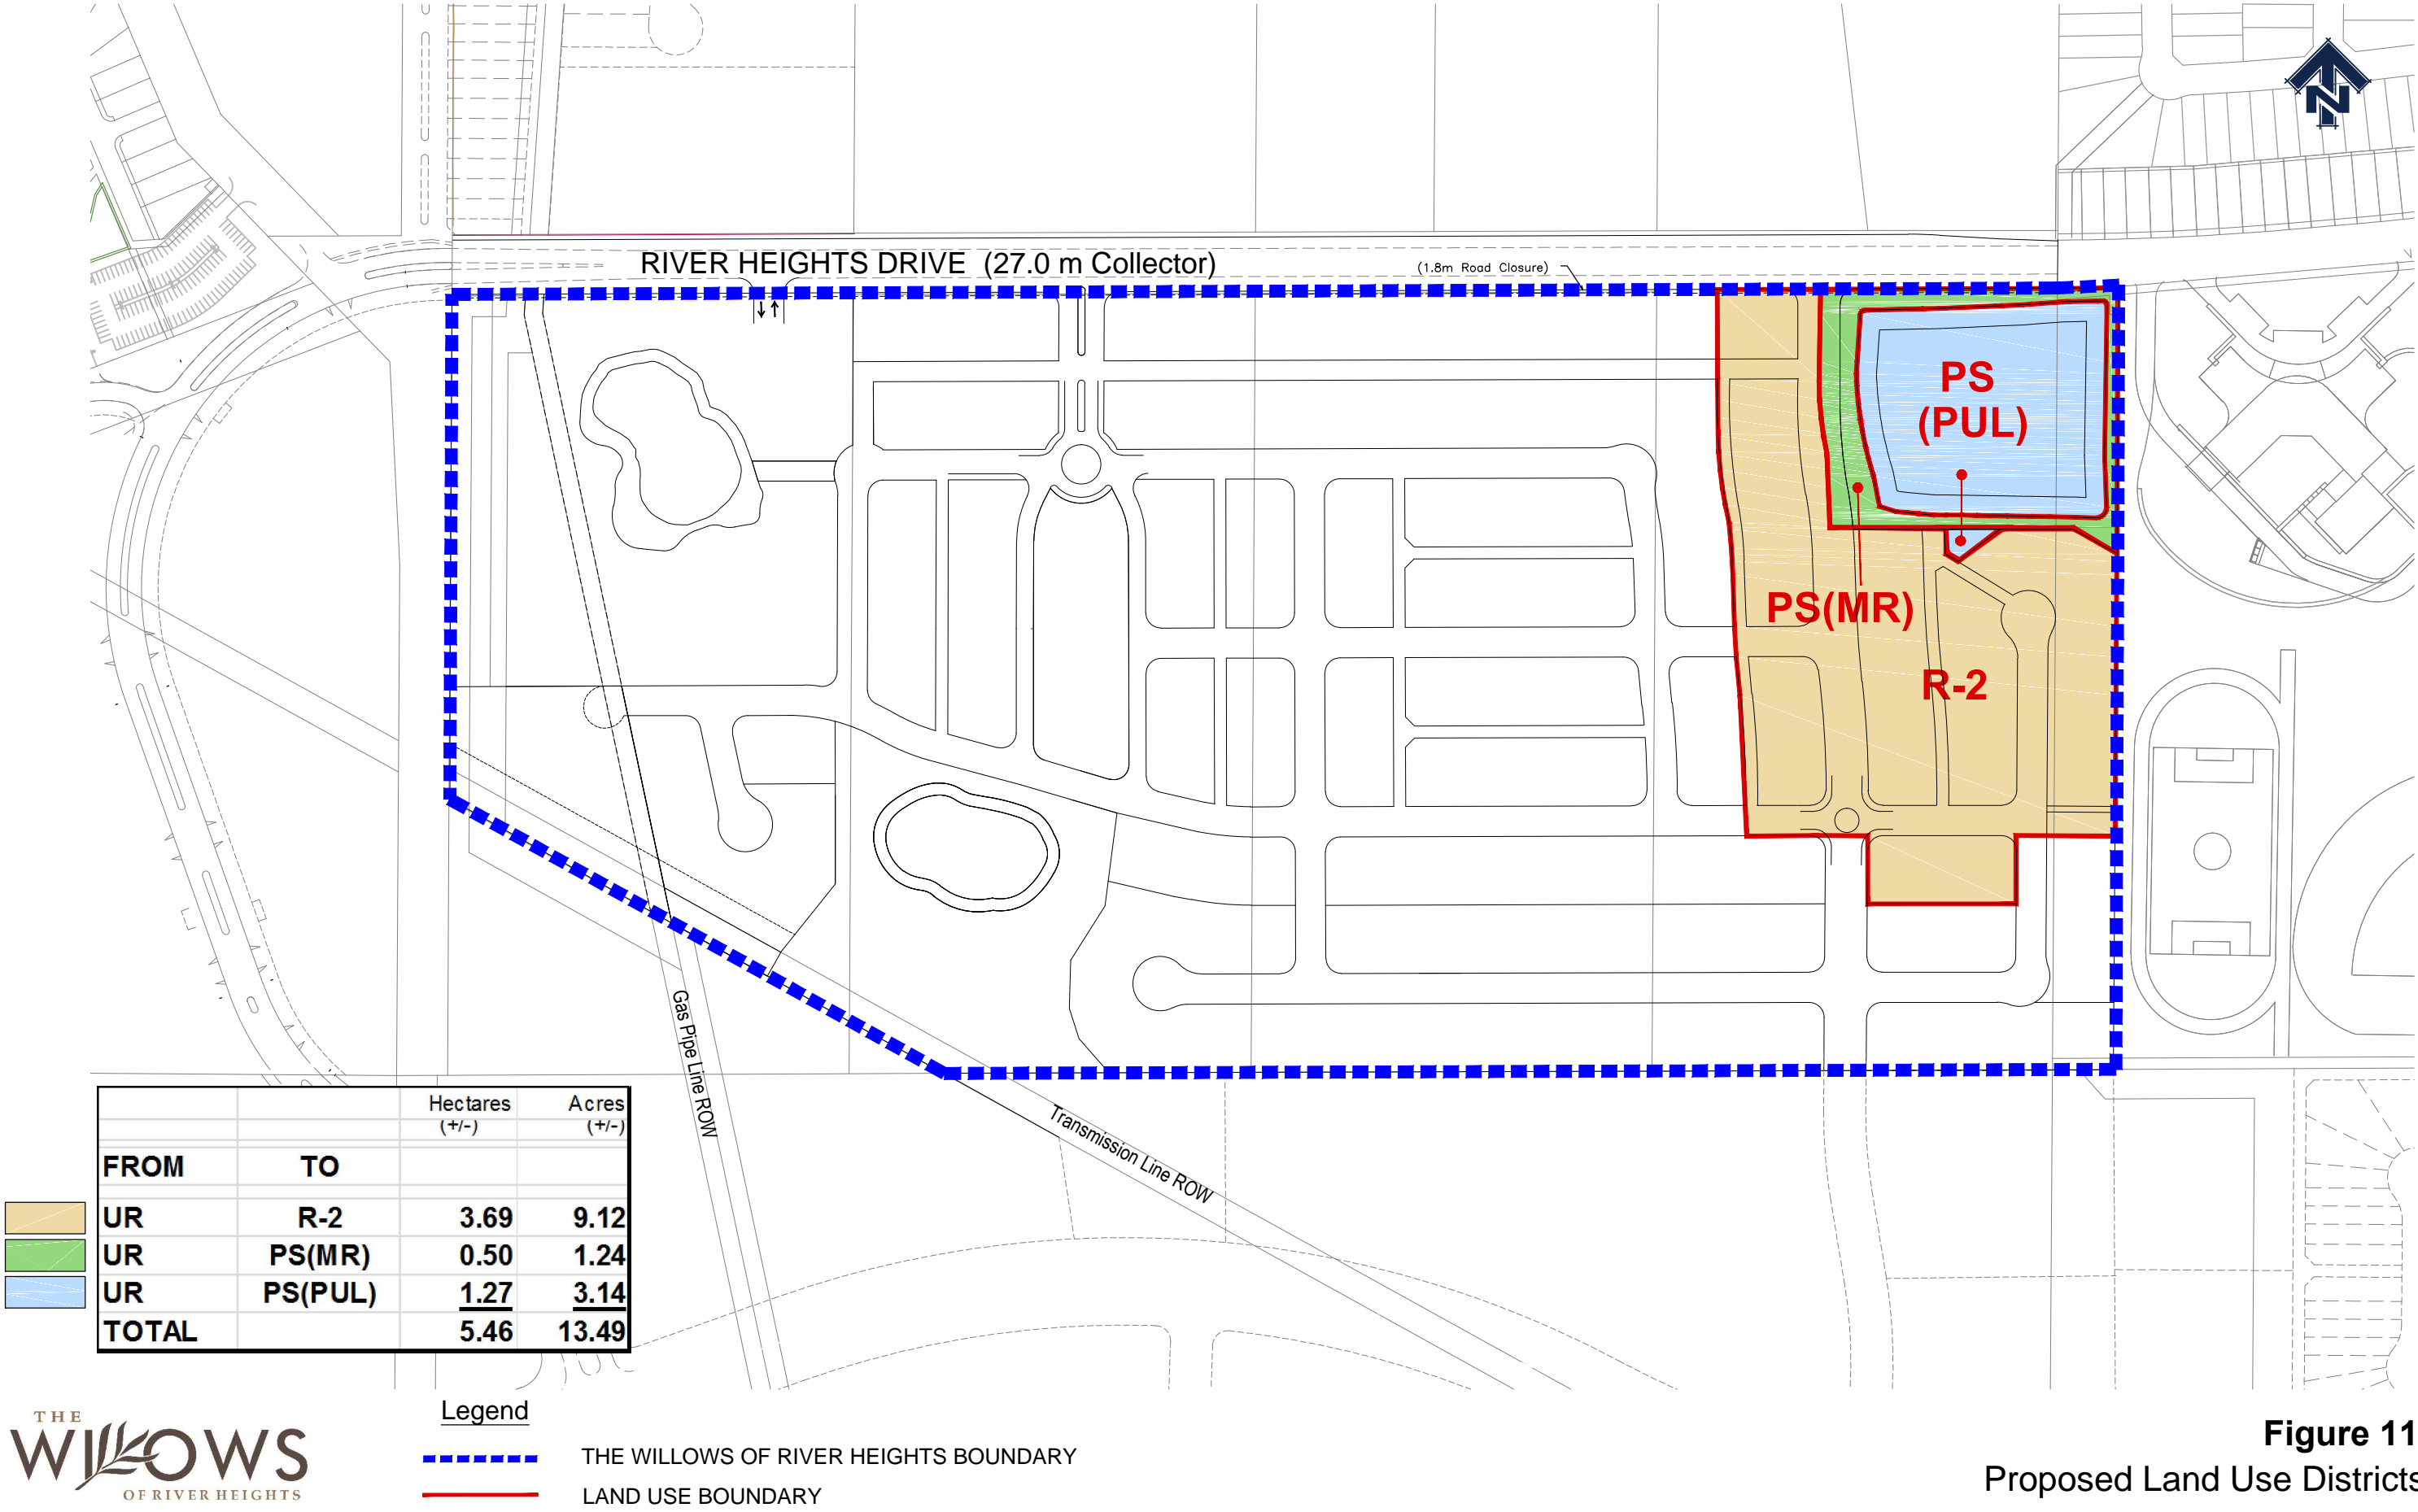 N
RIVER HEIGHTS DRIVE (27.0 m Collector)
(1.8m Road Closure)
PS
(PUL)
PS(MR)
R-2
Gas Pipe Line ROW
Transmission Line ROW
Hectares Acres
(+/-) (+/-)
FROM TO
UR R-2 3.69 9.12
UR PS(MR) 0.50 1.24
UR PS(PUL) 1.27 3.14
TOTAL 5.46 13.49
THE
WILLOWS
OF RIVER HEIGHTS
Legend
THE WILLOWS OF RIVER HEIGHTS BOUNDARY
LAND USE BOUNDARY
Figure 11
Proposed Land Use Districts